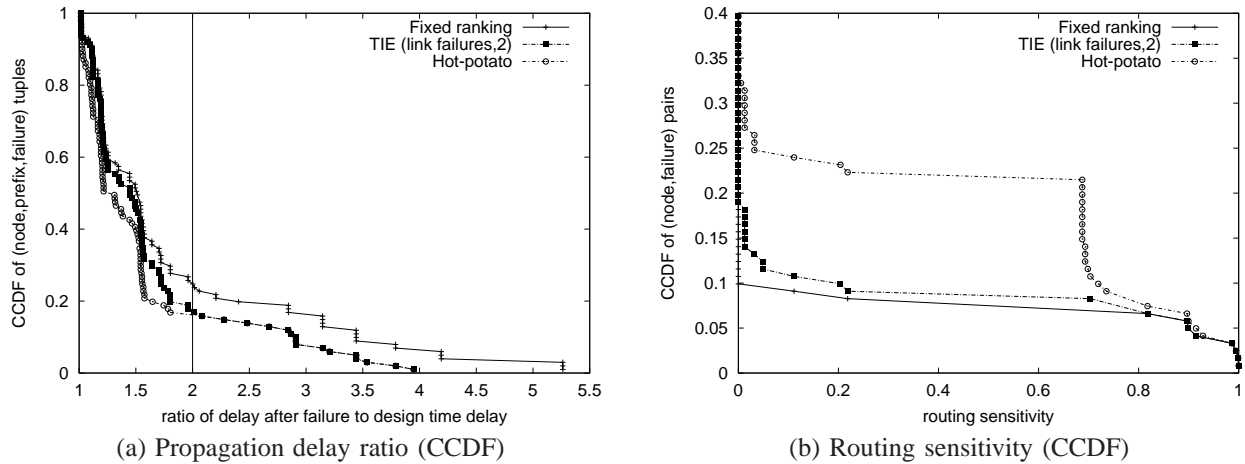 CCDF of (node,prefix,failure) tuples
1
0.8
0.6
0.4
0.2
0
1
1.5
2
2.5
3
3.5
4
4.5
5
5.5
ratio of delay after failure to design time delay
Fixed ranking
TIE (link failures,2)
Hot-potato
(a) Propagation delay ratio (CCDF)
CCDF of (node,failure) pairs
0.4
0.35
0.3
0.25
0.2
0.15
0.1
0.05
0
0
0.2
0.4
0.6
0.8
1
routing sensitivity
Fixed ranking
TIE (link failures,2)
Hot-potato
(b) Routing sensitivity (CCDF)